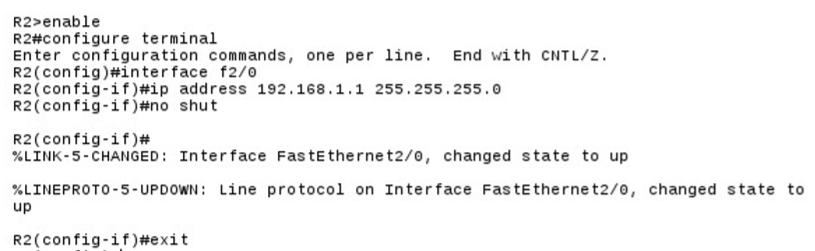 R2>enable
R2#configure terminal
Enter configuration commands, one per line.  End with CNTL/Z.
R2(config)#interface f2/0
R2(config-if)#ip address 192.168.1.1 255.255.255.0
R2(config-if)#no shut
R2(config-if)#
%LINK-5-CHANGED: Interface FastEthernet2/0, changed state to up
%LINEPROTO-5-UPDOWN: Line protocol on Interface FastEthernet2/0, changed state to
up
R2(config-if)#exit